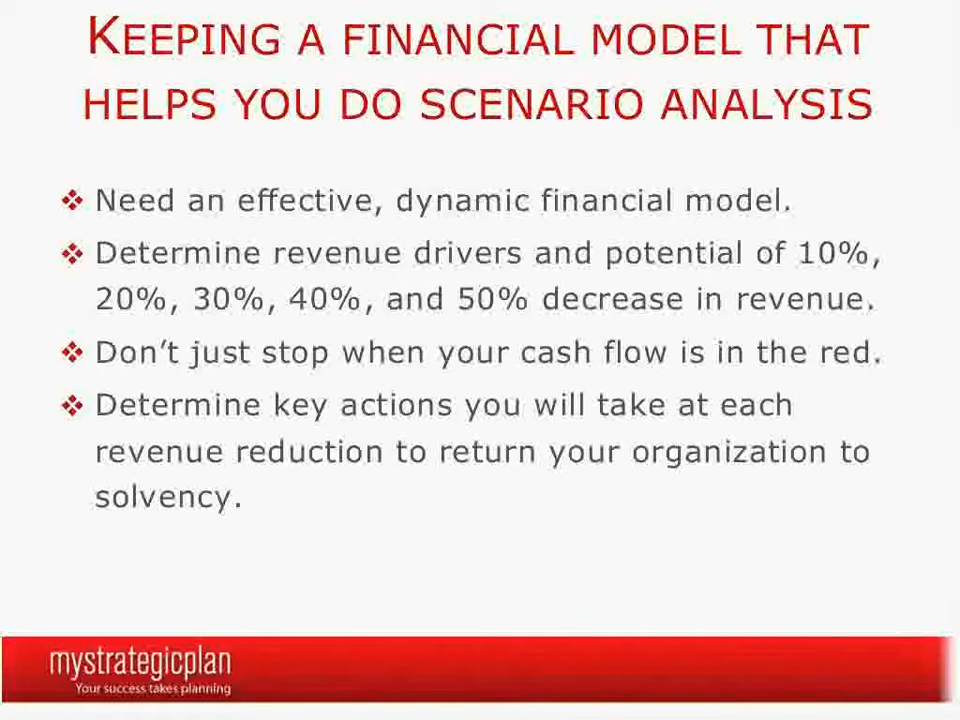 KEEPING A FINANCIAL MODEL THAT
HELPS YOU DO SCENARIO ANALYSIS
Need an effective, dynamic financial model.
Determine revenue drivers and potential of 10%,
20%, 30%, 40%, and 50% decrease in revenue.
Don't just stop when your cash flow is in the red.
Determine key actions you will take at each
revenue reduction to return your organization to
solvency.
mystrategicplan
Your success takes planning